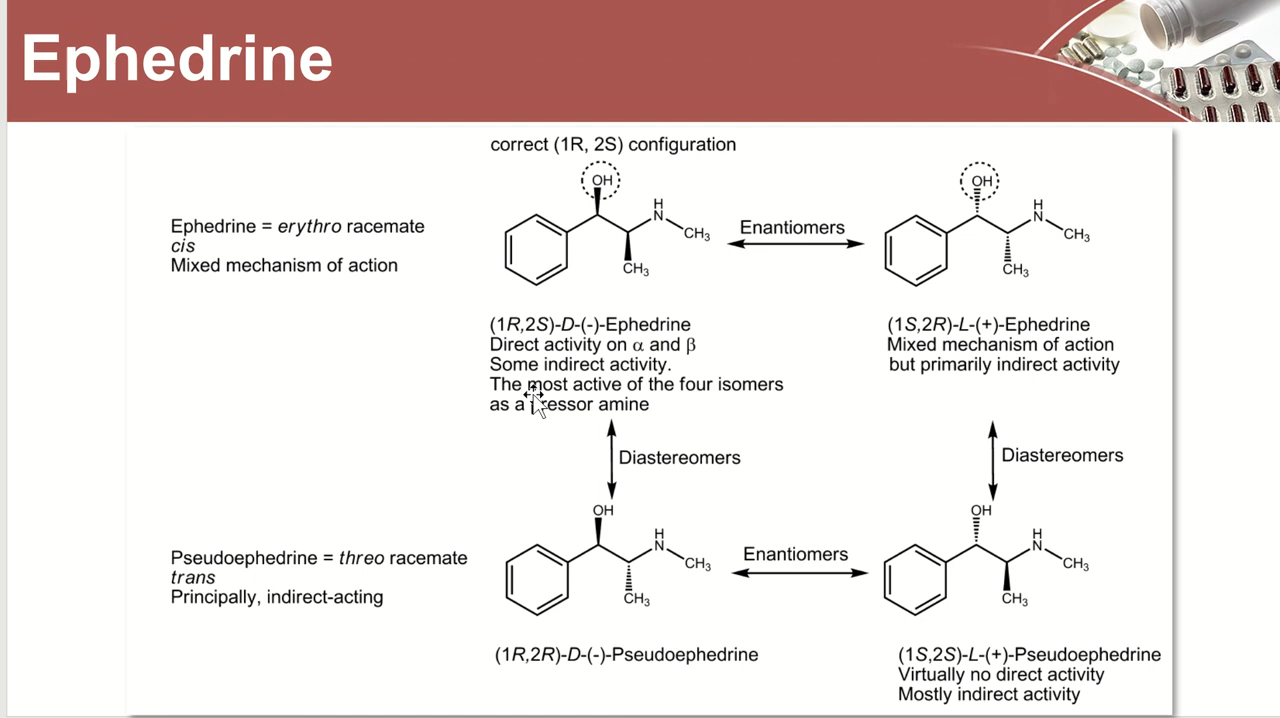 Ephedrine
correct (1R, 2S) configuration
OH
H
N
CH3
Enantiomers
OH
H
N
CH3
CH3
CH3
Ephedrine = erythro racemate
cis
Mixed mechanism of action
(1R,2S)-D-(-)-Ephedrine
Direct activity on α and β
Some indirect activity.
The most active of the four isomers
as a pressor amine
(1S,2R)-L-(+)-Ephedrine
Mixed mechanism of action
but primarily indirect activity
Diastereomers
Diastereomers
OH
H
N
CH3
CH3
Enantiomers
OH
H
N
CH3
CH3
Pseudoephedrine = threo racemate
trans
Principally, indirect-acting
(1R,2R)-D-(-)-Pseudoephedrine
(1S,2S)-L-(+)-Pseudoephedrine
Virtually no direct activity
Mostly indirect activity